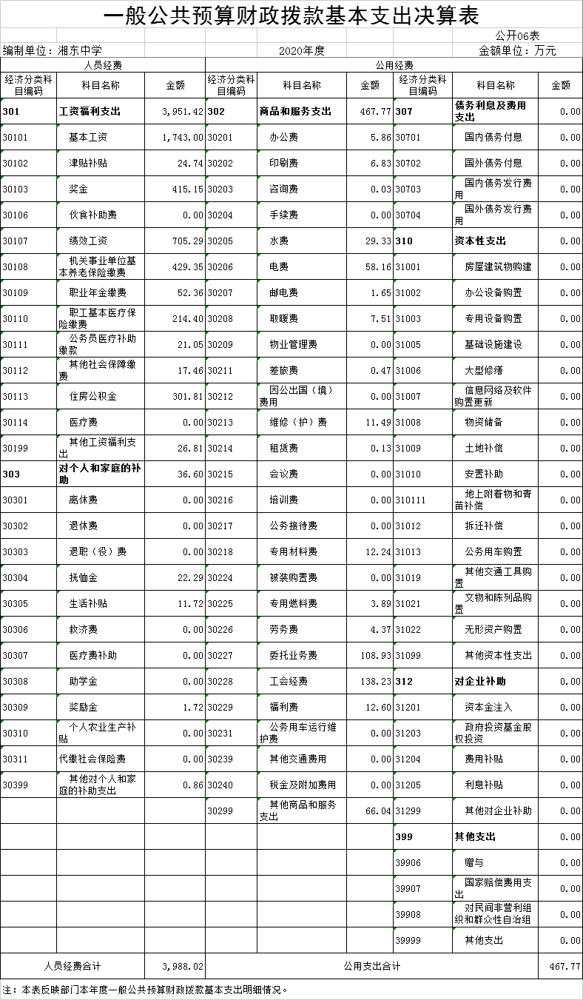 一般公共预算财政拨款基本支出决算表
公开06表
编制单位：湘东中学 2020年度 金额单位：万元
人员经费 公用经费
经济分类科目编码 科目名称 金额 经济分类科目编码 科目名称 金额 经济分类科目编码 科目名称 金额
301 工资福利支出 3,951.42 302 商品和服务支出 467.77 307 债务利息及费用支出 0.00
30101 基本工资 1,743.00 30201 办公费 5.86 30701 国内债务付息 0.00
30102 津贴补贴 24.74 30202 印刷费 6.83 30702 国外债务付息 0.00
30103 奖金 415.15 30203 咨询费 0.03 30703 国内债务发行费用 0.00
30106 伙食补助费 0.00 30204 手续费 0.00 30704 国外债务发行费用 0.00
30107 绩效工资 705.29 30205 水费 29.33 310 资本性支出 0.00
30108 机关事业单位基本养老保险缴费 429.35 30206 电费 58.16 31001 房屋建筑物购建 0.00
30109 职业年金缴费 52.36 30207 邮电费 1.65 31002 办公设备购置 0.00
30110 职工基本医疗保险缴费 214.40 30208 取暖费 7.51 31003 专用设备购置 0.00
30111 公务员医疗补助缴款 21.05 30209 物业管理费 0.00 31005 基础设施建设 0.00
30112 其他社会保障缴费 17.46 30211 差旅费 0.47 31006 大型修缮 0.00
30113 住房公积金 301.81 30212 因公出国（境）费用 0.00 31007 信息网络及软件购置更新 0.00
30114 医疗费 0.00 30213 维修（护）费 11.49 31008 物资储备 0.00
30199 其他工资福利支出 26.81 30214 租赁费 0.13 31009 土地补偿 0.00
303 对个人和家庭的补助 36.60 30215 会议费 0.00 31010 安置补助 0.00
30301 离休费 0.00 30216 培训费 0.00 310111 地上附着物和青苗补偿 0.00
30302 退休费 0.00 30217 公务接待费 0.00 31012 拆迁补偿 0.00
30303 退职（役）费 0.00 30218 专用材料费 12.24 31013 公务用车购置 0.00
30304 抚恤金 22.29 30224 被装购置费 0.00 31019 其他交通工具购置 0.00
30305 生活补贴 11.72 30225 专用燃料费 3.89 31021 文物和陈列品购置 0.00
30306 救济费 0.00 30226 劳务费 4.37 31022 无形资产购置 0.00
30307 医疗费补助 0.00 30227 委托业务费 108.93 31099 其他资本性支出 0.00
30308 助学金 0.00 30228 工会经费 138.23 312 对企业补助 0.00
30309 奖励金 1.72 30229 福利费 12.60 31201 资本金注入 0.00
30310 个人农业生产补贴 0.00 30231 公务用车运行维护费 0.00 31203 政府投资基金股权投资 0.00
30311 代缴社会保险费 0.00 30239 其他交通费用 0.00 31204 费用补贴 0.00
30399 其他对个人和家庭的补助支出 0.86 30240 税金及附加费用 0.00 31205 利息补贴 0.00
30299 其他商品和服务支出 66.04 31299 其他对企业补助 0.00
399 其他支出 0.00
39906 赠与 0.00
39907 国家赔偿费用支出 0.00
39908 对民间非营利组织和群众性自治组 0.00
39999 其他支出 0.00
人员经费合计 3,988.02 公用支出合计 467.77
注：本表反映部门本年度一般公共预算财政拨款基本支出明细情况。